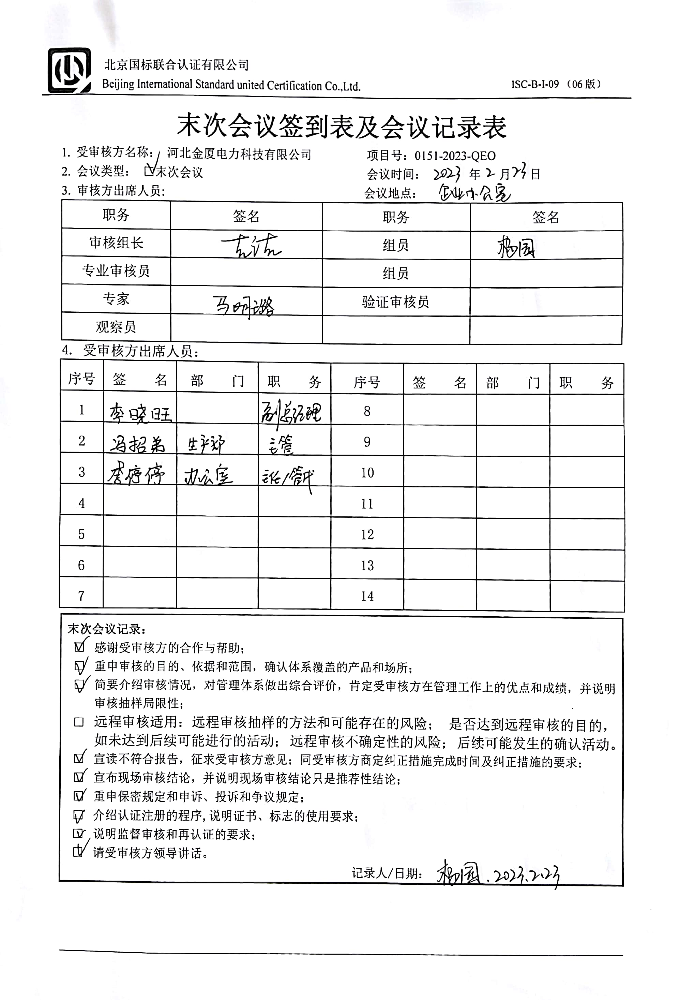 北京国标联合认证有限公司
Beijing International Standard united Certification Co.,Ltd.
ISC-B-I-09 （06 版）
末次会议签到表及会议记录表
1. 受审核方名称： 河北金厦电力科技有限公司 项目号：0151-2023-QEO
2. 会议类型： 末次会议 会议时间： 2023 年 2 月 23 日
3. 审核方出席人员: 会议地点： 企业办公室
职务 签名 职务 签名
审核组长 组员 杨园
专业审核员 组员
专家 马明璐 验证审核员
观察员
4. 受审核方出席人员：
序号 签 名 部 门 职 务 序号 签 名 部 门 职 务
1 李晓旺 副总经理 8
2 冯招弟 生产部 主管 9
3 李停停 办公室 主任/管代 10
4 11
5 12
6 13
7 14
末次会议记录：
☑ 感谢受审核方的合作与帮助；
☑ 重申审核的目的、依据和范围，确认体系覆盖的产品和场所；
☑ 简要介绍审核情况，对管理体系做出综合评价，肯定受审核方在管理工作上的优点和成绩，并说明
审核抽样局限性；
□ 远程审核适用：远程审核抽样的方法和可能存在的风险； 是否达到远程审核的目的，
如未达到后续可能进行的活动；远程审核不确定性的风险；后续可能发生的确认活动。
☑ 宣读不符合报告，征求受审核方意见；同受审核方商定纠正措施完成时间及纠正措施的要求；
☑ 宣布现场审核结论，并说明现场审核结论只是推荐性结论；
☑ 重申保密规定和申诉、投诉和争议规定；
☑ 介绍认证注册的程序,说明证书、标志的使用要求；
☑ 说明监督审核和再认证的要求；
☑ 请受审核方领导讲话。
记录人/日期： 杨园. 2023.2.23